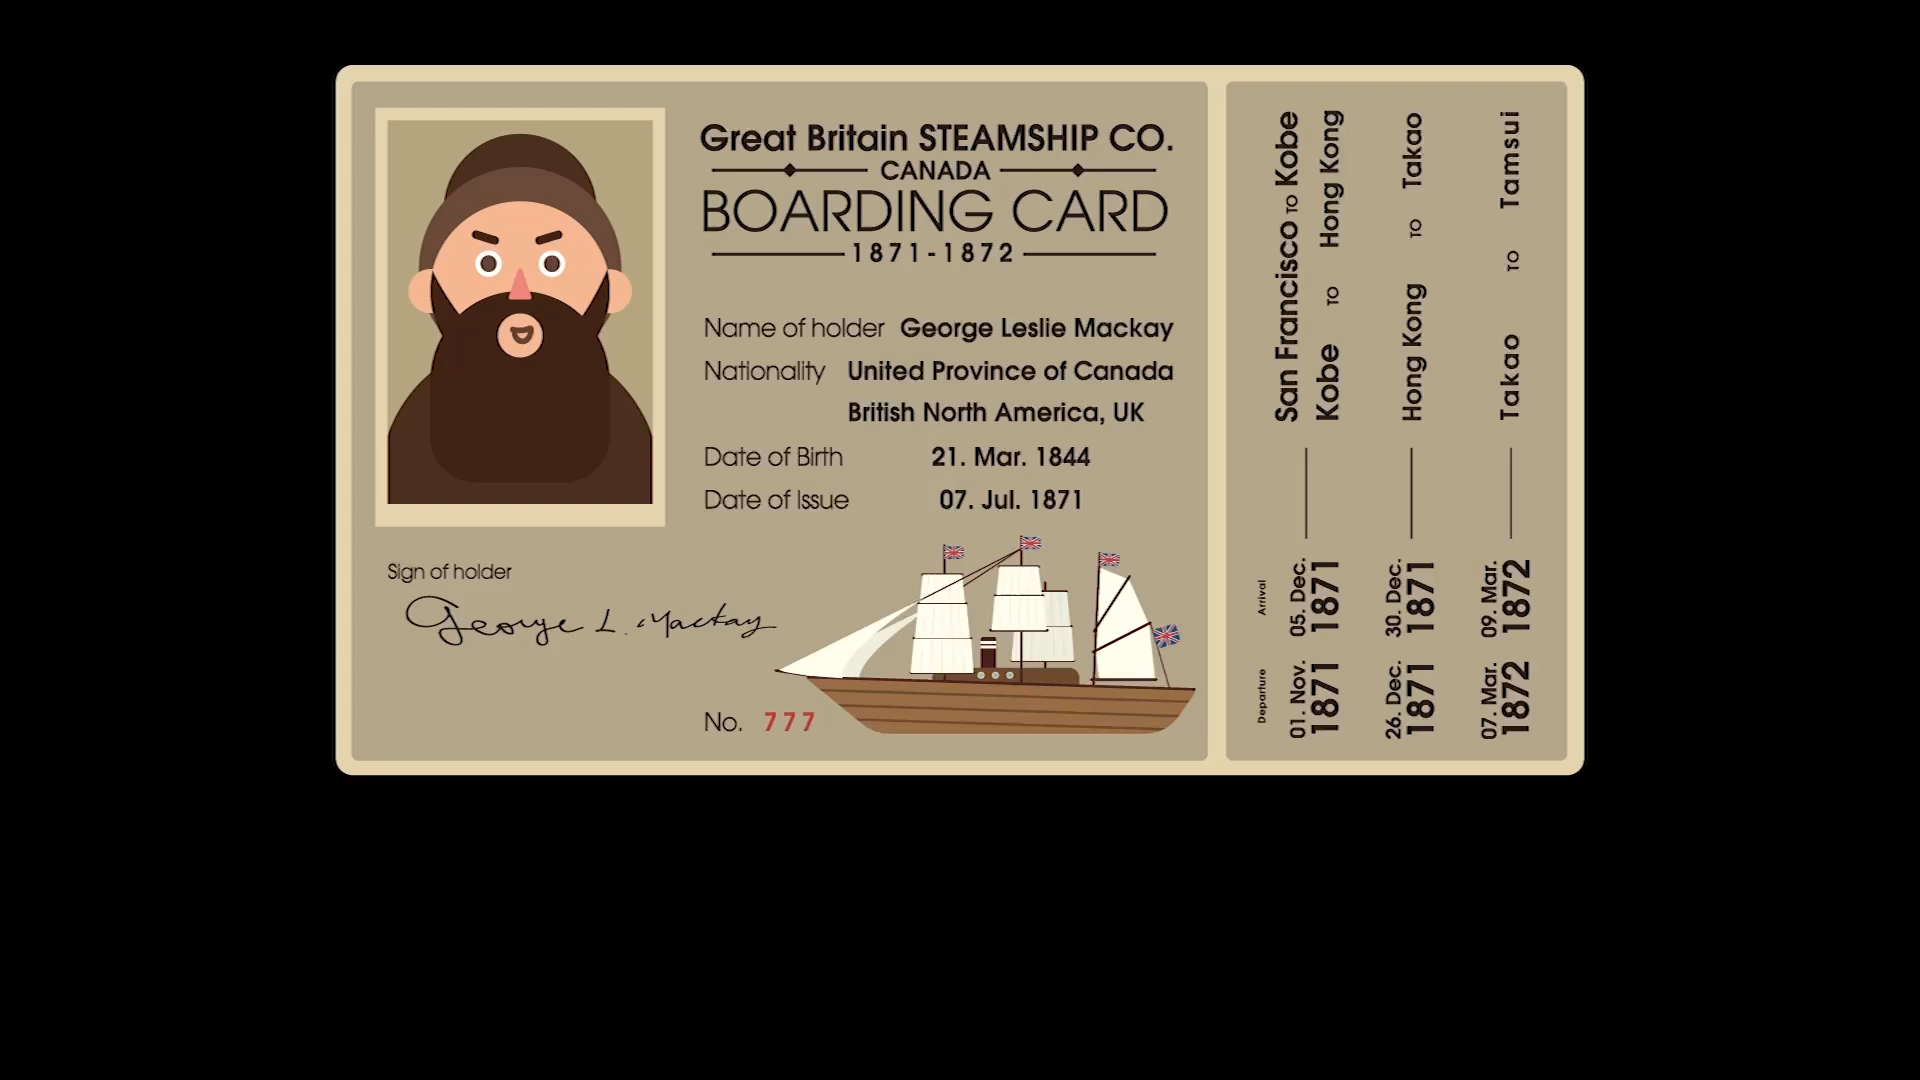 Great Britain STEAMSHIP CO.
CANADA
BOARDING CARD
1871-1872
Name of holder George Leslie Mackay
Nationality United Province of Canada
British North America, UK
Date of Birth 21. Mar. 1844
Date of Issue 07. Jul. 1871
Sign of holder
George L. Mackay
No. 777
San Francisco TO Kobe
Kobe TO Hong Kong
Hong Kong TO Takao
Takao TO Tamsui
Departure Arrival
01. Nov. 05. Dec.
1871 1871
26. Dec. 30. Dec.
1871 1871
07. Mar. 09. Mar.
1872 1872